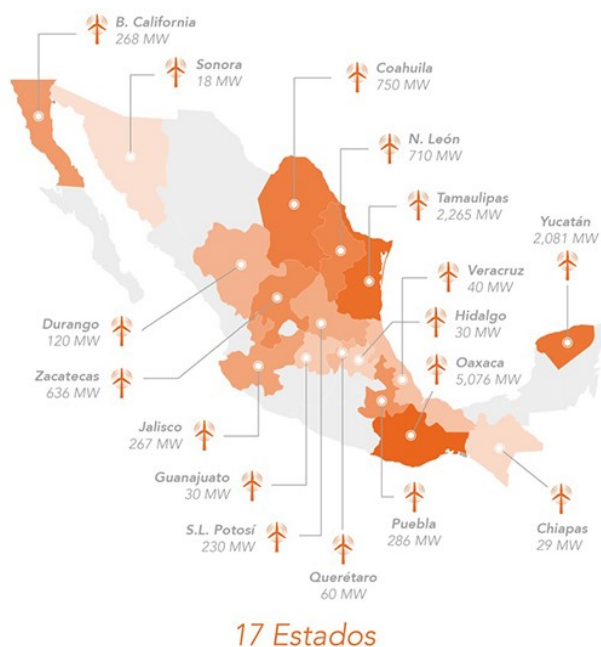 B. California
268 MW
Sonora
18 MW
Coahuila
750 MW
N. León
710 MW
Tamaulipas
2,265 MW
Yucatán
2,081 MW
Veracruz
40 MW
Hidalgo
30 MW
Oaxaca
5,076 MW
Durango
120 MW
Zacatecas
636 MW
Jalisco
267 MW
Guanajuato
30 MW
S.L. Potosí
230 MW
Querétaro
60 MW
Puebla
286 MW
Chiapas
29 MW
17 Estados